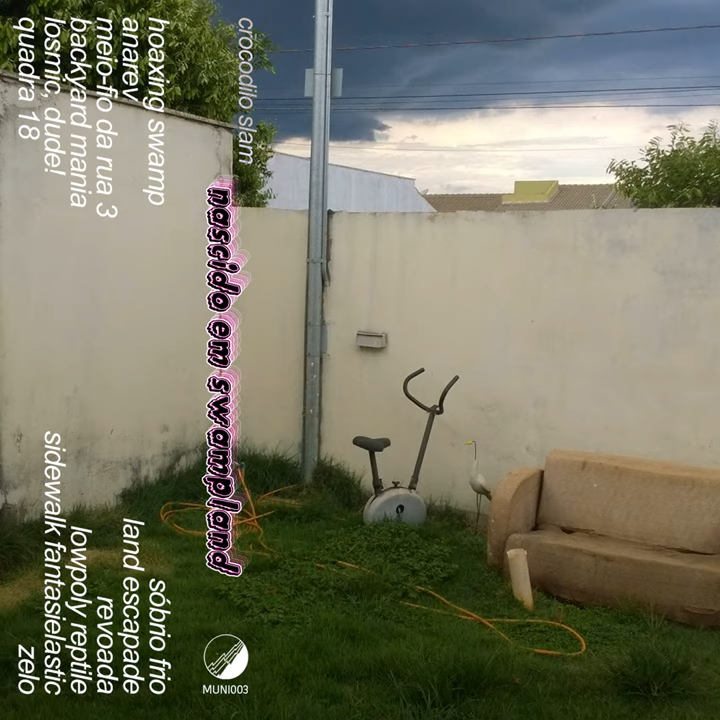 crocodilo slam
nascido em swampland
hoaxing swamp
anarev
meio-fio da rua 3
backyard mania
losmic, dude!
quadra 18
sóbrio frio
land escapade
revoada
lowpoly reptile
sidewalk fantasielastic
zelo
MUNI003